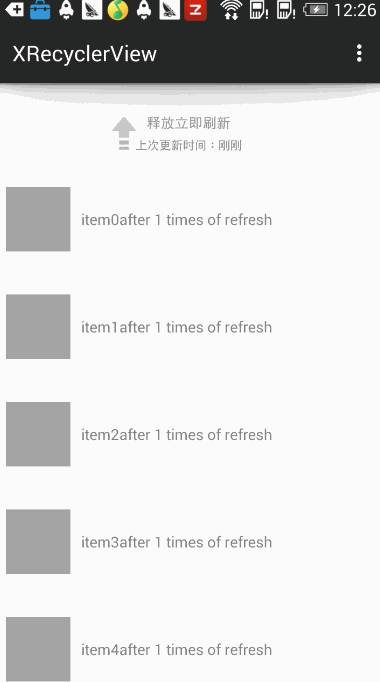 12:26
XRecyclerView
释放立即刷新
上次更新时间：刚刚
item0after 1 times of refresh
item1after 1 times of refresh
item2after 1 times of refresh
item3after 1 times of refresh
item4after 1 times of refresh